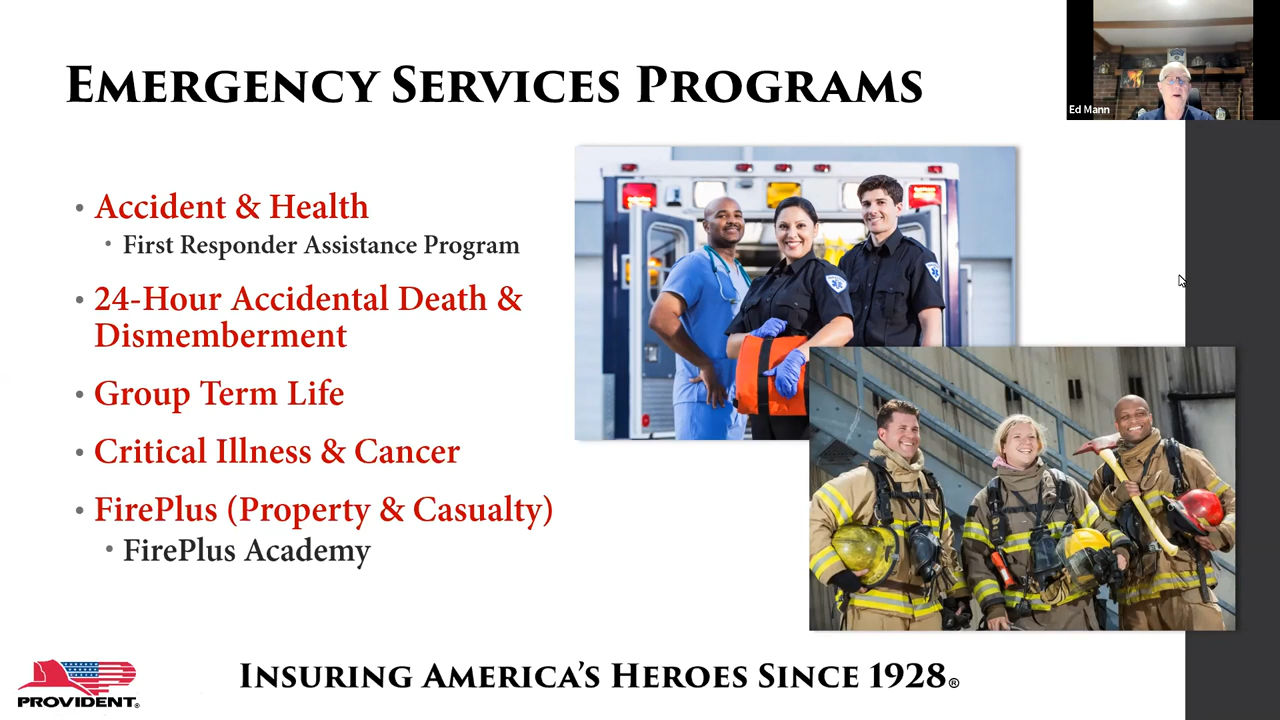 EMERGENCY SERVICES PROGRAMS
Ed Mann
• Accident & Health
• First Responder Assistance Program
• 24-Hour Accidental Death &
Dismemberment
• Group Term Life
• Critical Illness & Cancer
• FirePlus (Property & Casualty)
• FirePlus Academy
PROVIDENT®
INSURING AMERICA'S HEROES SINCE 1928®